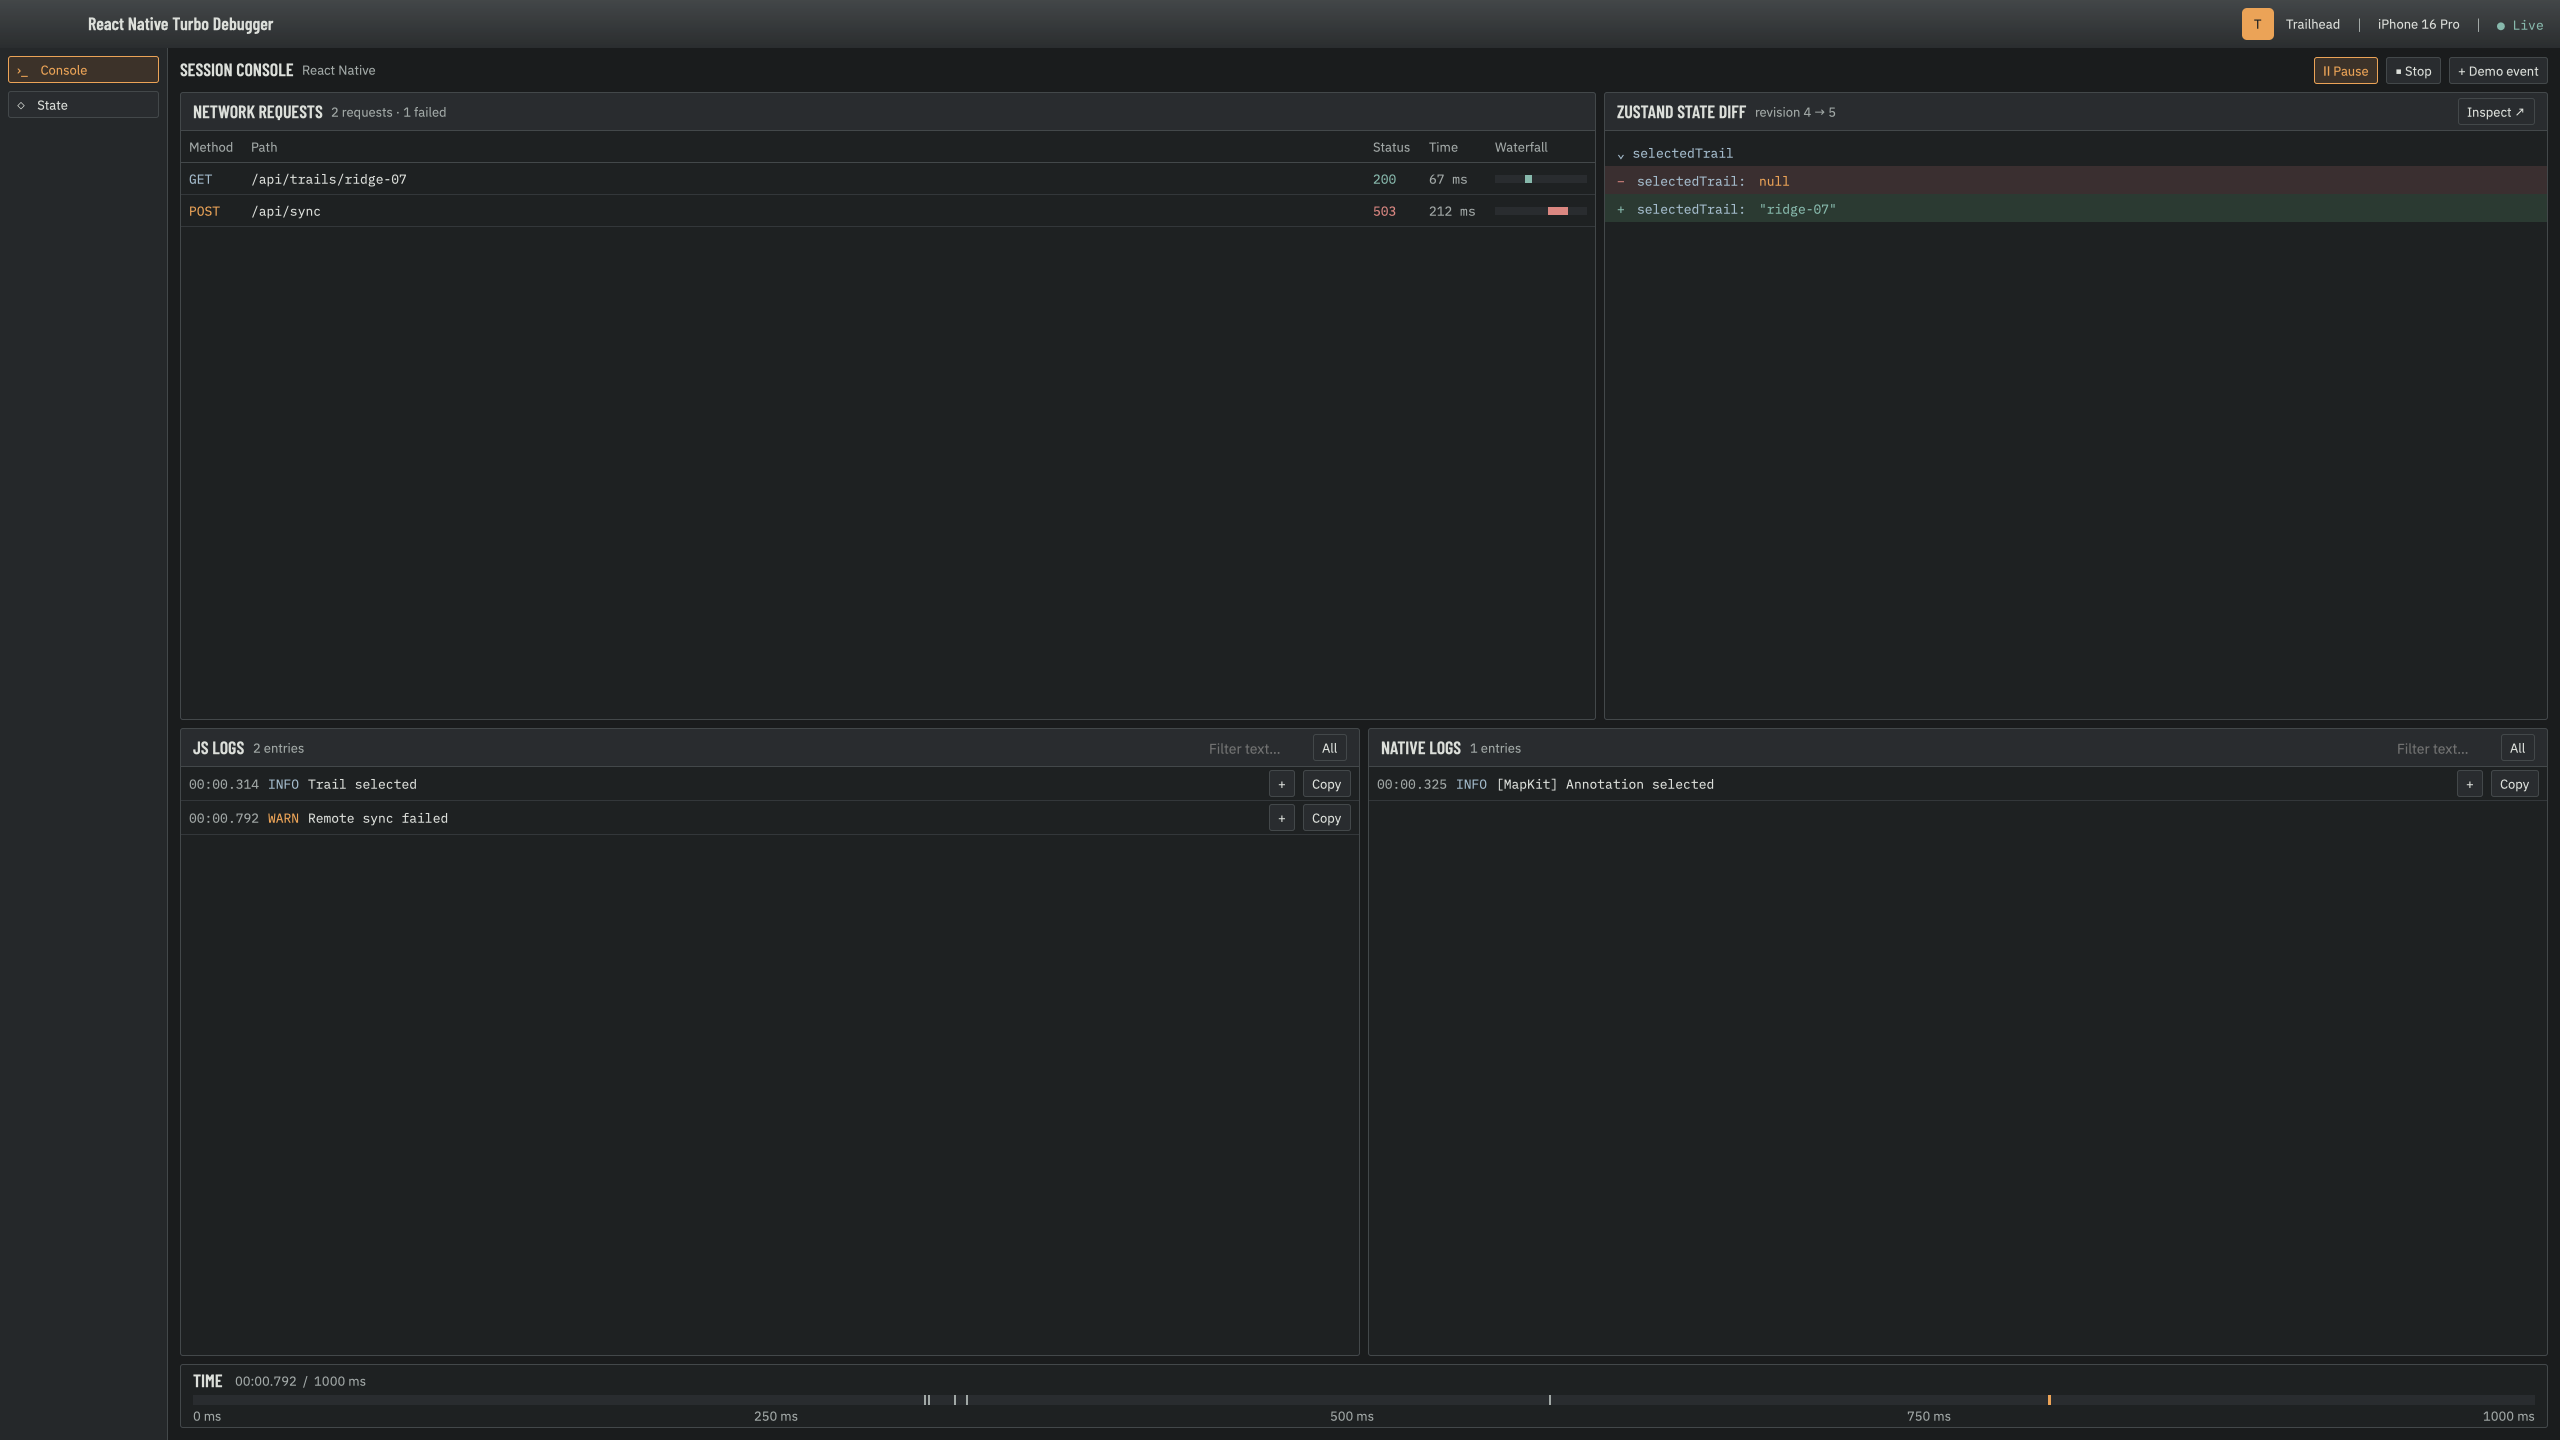 React Native Turbo Debugger
T Trailhead | iPhone 16 Pro | ● Live
›_ Console
◇ State
SESSION CONSOLE React Native
II Pause
▪ Stop
+ Demo event
NETWORK REQUESTS 2 requests · 1 failed
Method Path Status Time Waterfall
GET /api/trails/ridge-07 200 67 ms
POST /api/sync 503 212 ms
ZUSTAND STATE DIFF revision 4 → 5
Inspect ↗
⌄ selectedTrail
− selectedTrail: null
+ selectedTrail: "ridge-07"
JS LOGS 2 entries Filter text... All
00:00.314 INFO Trail selected + Copy
00:00.792 WARN Remote sync failed + Copy
NATIVE LOGS 1 entries Filter text... All
00:00.325 INFO [MapKit] Annotation selected + Copy
TIME 00:00.792 / 1000 ms
0 ms 250 ms 500 ms 750 ms 1000 ms